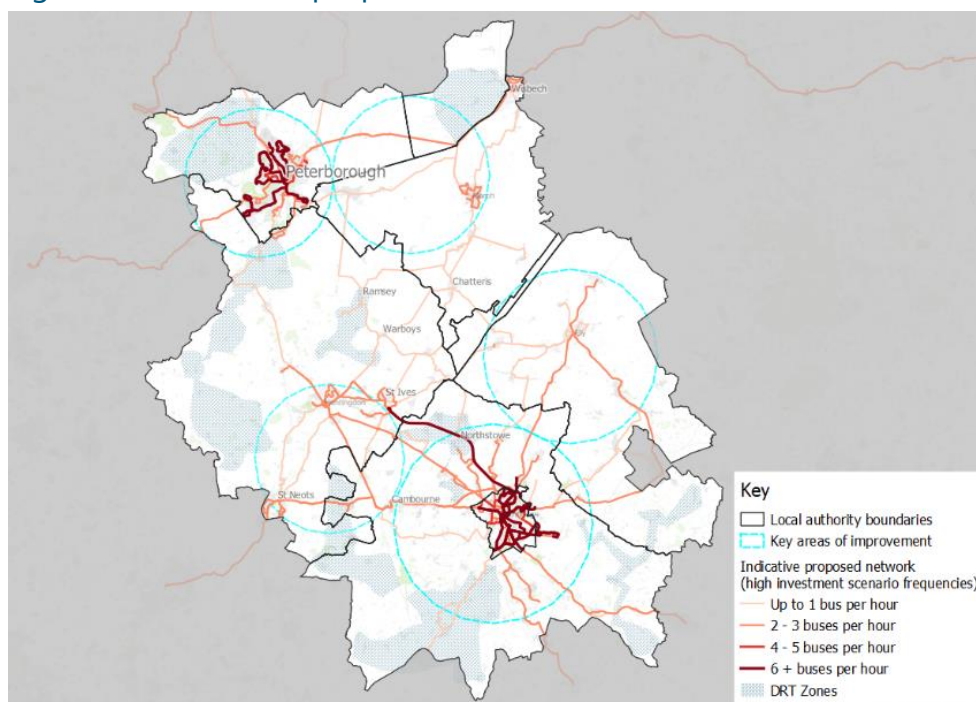 Wisbech
Peterborough
March
Chatteris
Ramsey
Warboys
Ely
St Ives
Huntingdon
Northstowe
St Neots
Cambourne
Key
Local authority boundaries
Key areas of improvement
Indicative proposed network
(high investment scenario frequencies)
Up to 1 bus per hour
2 - 3 buses per hour
4 - 5 buses per hour
6 + buses per hour
DRT Zones